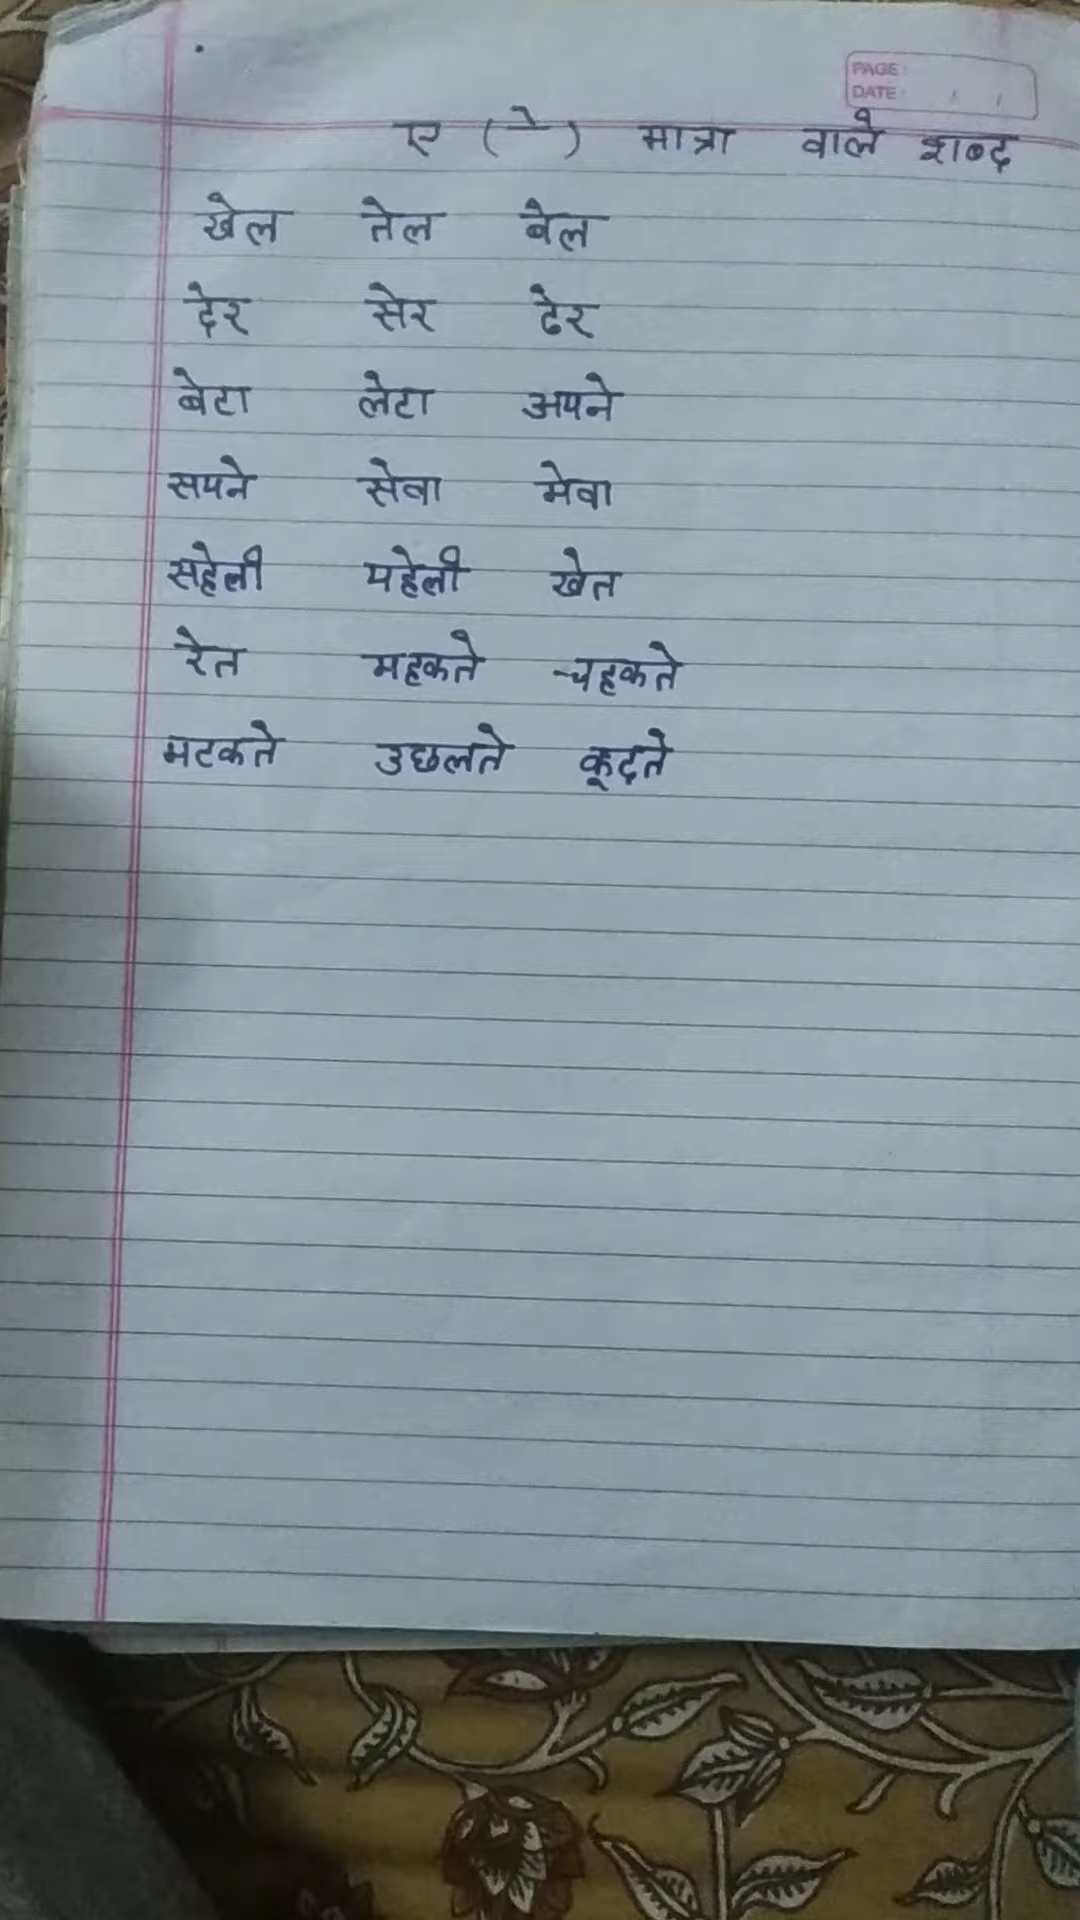 PAGE:
DATE: / /
ए (े) मात्रा वाले शब्द
खेल तेल बेल
देर सेर ढेर
बेटा लेटा अपने
सपने सेवा मेवा
सहेली पहेली खेत
रेत महकते चहकते
मटकते उछलते कूदते